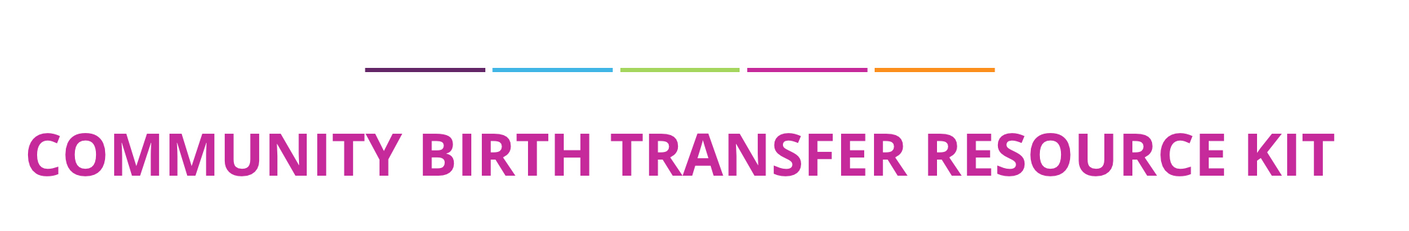 COMMUNITY BIRTH TRANSFER RESOURCE KIT